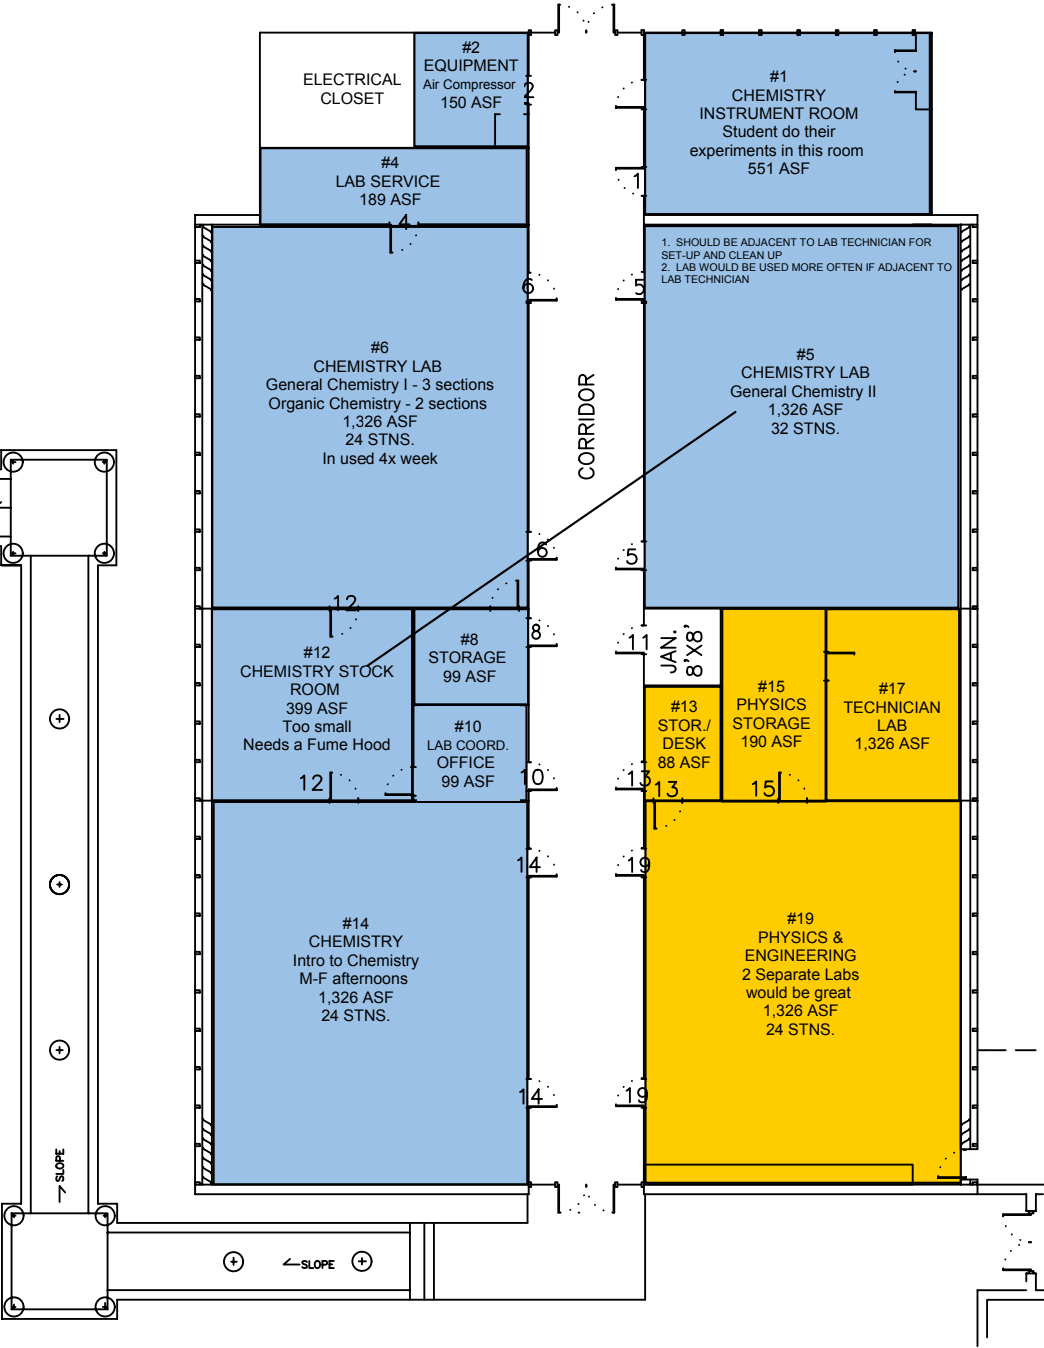 #2
EQUIPMENT
Air Compressor
150 ASF
2
ELECTRICAL
CLOSET
#1
CHEMISTRY
INSTRUMENT ROOM
Student do their
experiments in this room
551 ASF
1
#4
LAB SERVICE
189 ASF
4
1. SHOULD BE ADJACENT TO LAB TECHNICIAN FOR
SET-UP AND CLEAN UP
2. LAB WOULD BE USED MORE OFTEN IF ADJACENT TO
LAB TECHNICIAN
6
5
#6
CHEMISTRY LAB
General Chemistry I - 3 sections
Organic Chemistry - 2 sections
1,326 ASF
24 STNS.
In used 4x week
CORRIDOR
#5
CHEMISTRY LAB
General Chemistry II
1,326 ASF
32 STNS.
6
5
12
#12
CHEMISTRY STOCK
ROOM
399 ASF
Too small
Needs a Fume Hood
12
#8
STORAGE
99 ASF
8
#10
LAB COORD.
OFFICE
99 ASF
10
11
JAN.
8'X8'
#13
STOR./
DESK
88 ASF
13
13
#15
PHYSICS
STORAGE
190 ASF
15
#17
TECHNICIAN
LAB
1,326 ASF
14
19
#14
CHEMISTRY
Intro to Chemistry
M-F afternoons
1,326 ASF
24 STNS.
#19
PHYSICS &
ENGINEERING
2 Separate Labs
would be great
1,326 ASF
24 STNS.
14
19
SLOPE
SLOPE